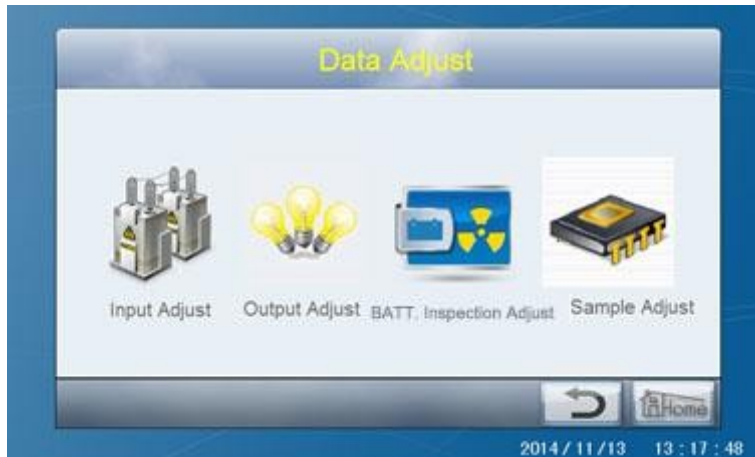 Data Adjust
Input Adjust
Output Adjust
BATT. Inspection Adjust
Sample Adjust
Home
2014/11/13 13:17:48